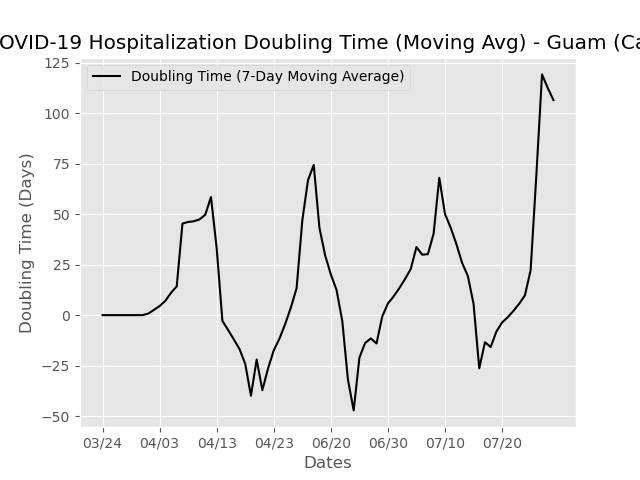 OVID-19 Hospitalization Doubling Time (Moving Avg) - Guam (Ca
Doubling Time (7-Day Moving Average)
Doubling Time (Days)
125
100
75
50
25
0
−25
−50
03/24 04/03 04/13 04/23 06/20 06/30 07/10 07/20
Dates